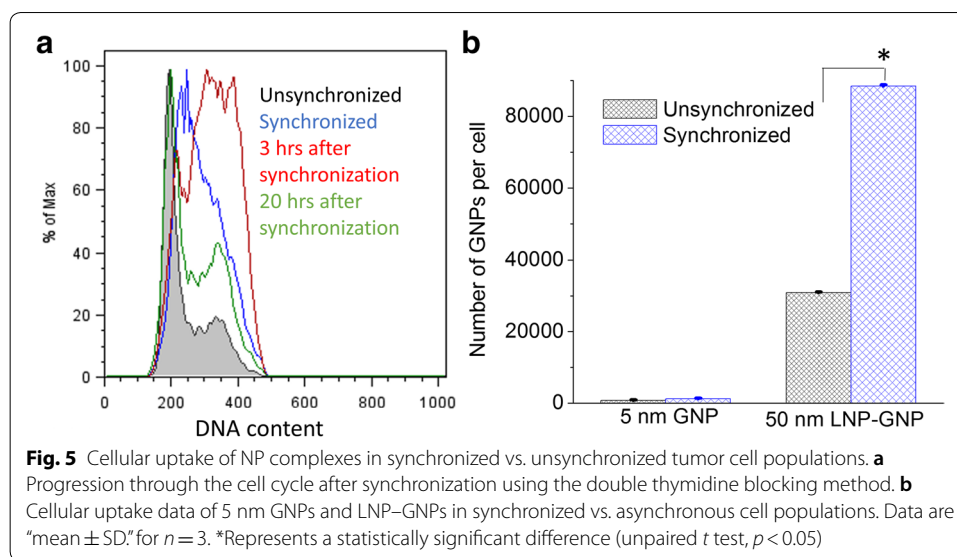 a
100
80
60
40
20
0
% of Max
0 200 400 600 800 1000
DNA content
Unsynchronized
Synchronized
3 hrs after
synchronization
20 hrs after
synchronization
b
*
Unsynchronized
Synchronized
80000
60000
40000
20000
0
Number of GNPs per cell
5 nm GNP 50 nm LNP-GNP
Fig. 5 Cellular uptake of NP complexes in synchronized vs. unsynchronized tumor cell populations. a
Progression through the cell cycle after synchronization using the double thymidine blocking method. b
Cellular uptake data of 5 nm GNPs and LNP–GNPs in synchronized vs. asynchronous cell populations. Data are
“mean ± SD.” for n = 3. *Represents a statistically significant difference (unpaired t test, p < 0.05)